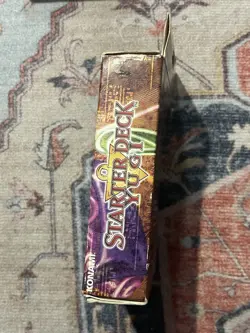 STARTER DECK
YUGI
KONAMI